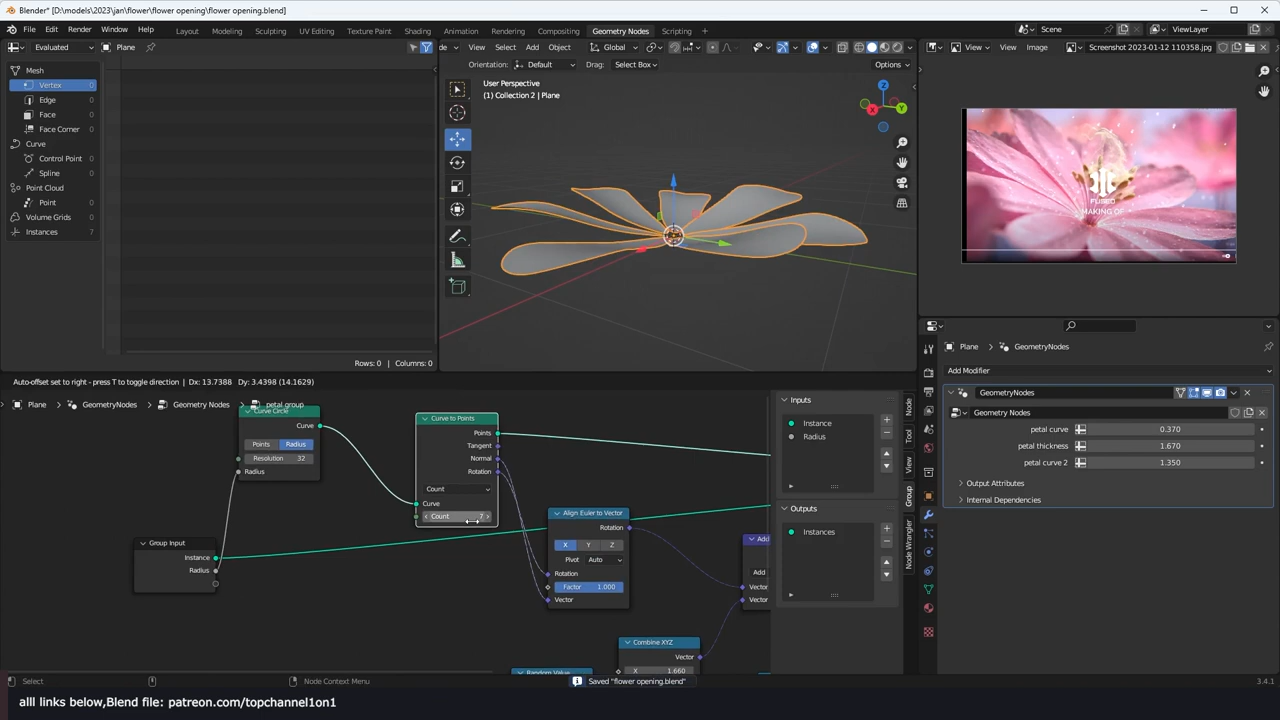 Blender* [D:\models\2023\jan\flower\flower opening\flower opening.blend]
File Edit Render Window Help
Layout Modeling Sculpting UV Editing Texture Paint Shading Animation Rendering Compositing Geometry Nodes Scripting +
Scene ViewLayer
Evaluated Plane
de View Select Add Object Global
View Image Screenshot 2023-01-12 110358.jpg
Orientation: Default Drag: Select Box Options
Mesh
Vertex 0
Edge 0
Face 0
Face Corner 0
Curve
Control Point 0
Spline 0
Point Cloud
Point 0
Volume Grids 0
Instances 7
Rows: 0 | Columns: 0
User Perspective
(1) Collection 2 | Plane
Z
X
Y
FUSED
MAKING OF
Plane > GeometryNodes
Add Modifier
GeometryNodes
Geometry Nodes
petal curve 0.370
petal thickness 1.670
petal curve 2 1.350
Output Attributes
Internal Dependencies
Auto-offset set to right - press T to toggle direction | Dx: 13.7388 Dy: 3.4398 (14.1629)
Plane > GeometryNodes > Geometry Nodes > petal group
Curve Circle
Curve
Points Radius
Resolution 32
Radius
Curve to Points
Points
Tangent
Normal
Rotation
Count
Curve
Count 7
Group Input
Instance
Radius
Align Euler to Vector
Rotation
X Y Z
Pivot Auto
Rotation
Factor 1.000
Vector
Add
Add
Vector
Vector
Combine XYZ
Vector
X 1.660
Random Value
Inputs
Instance
Radius
Outputs
Instances
Node
Tool
View
Group
Node Wrangler
Select
Node Context Menu
Saved "flower opening.blend"
3.4.1
alll links below,Blend file: patreon.com/topchannel1on1